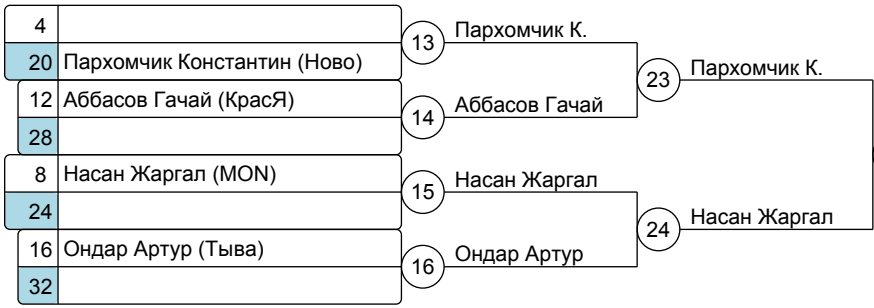 4
20 Пархомчик Константин (Ново)
12 Аббасов Гачай (КрасЯ)
28
8 Насан Жаргал (MON)
24
16 Ондар Артур (Тыва)
32
13 Пархомчик К.
14 Аббасов Гачай
15 Насан Жаргал
16 Ондар Артур
23 Пархомчик К.
24 Насан Жаргал